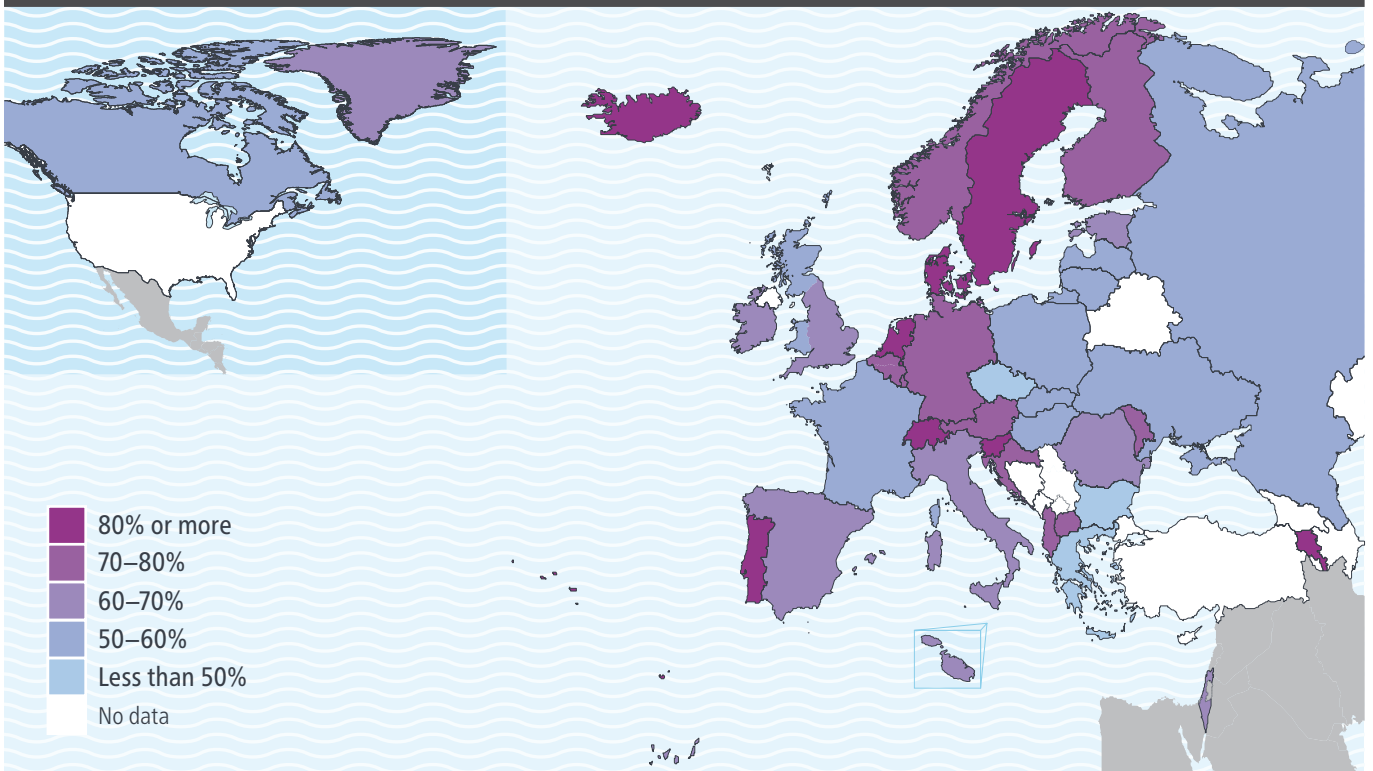 80% or more
70–80%
60–70%
50–60%
Less than 50%
No data